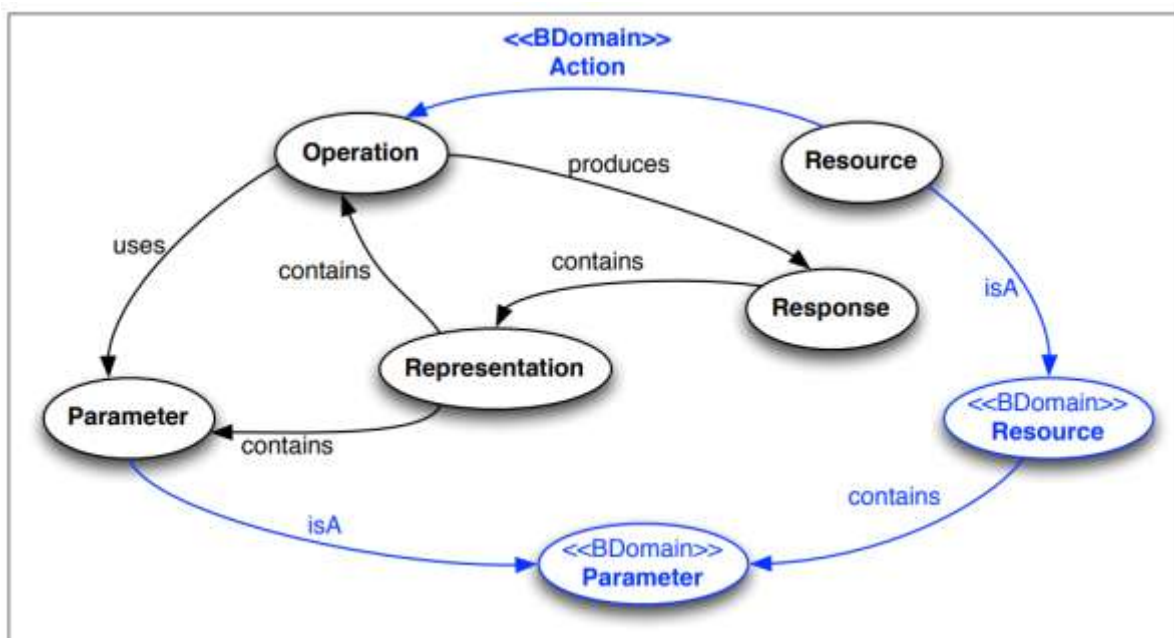 <<BDomain>>
Action
Operation
Resource
produces
uses
contains
contains
Response
isA
Representation
Parameter
<<BDomain>>
Resource
contains
contains
isA
<<BDomain>>
Parameter